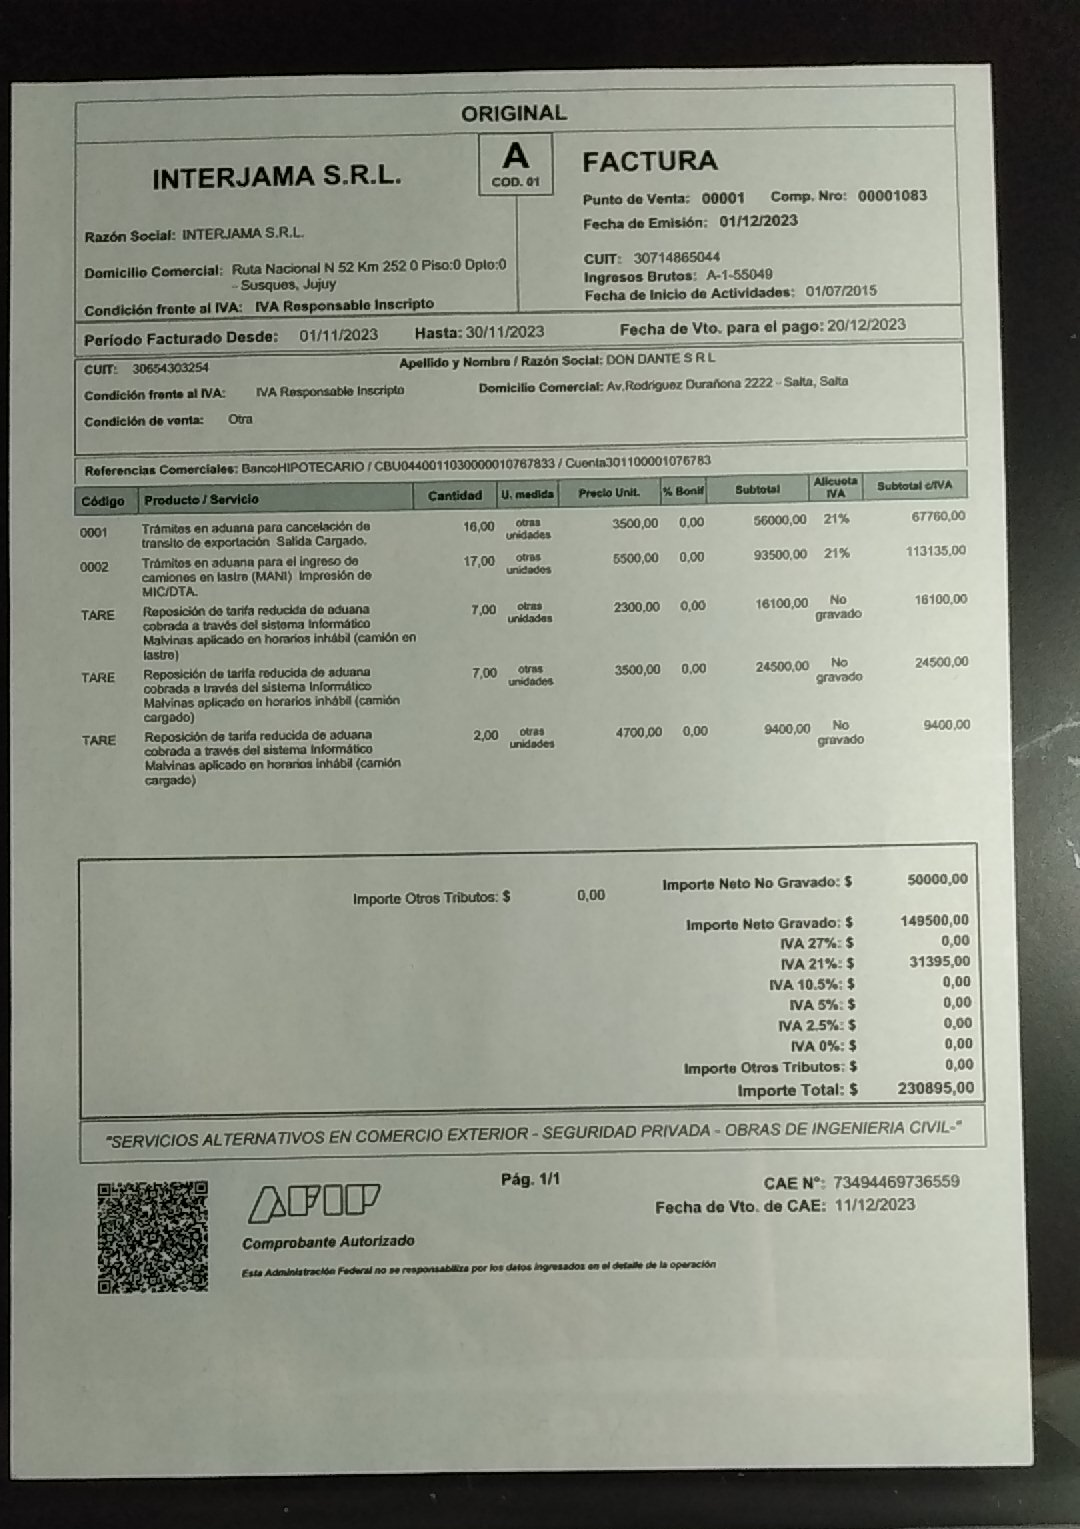 ORIGINAL
INTERJAMA S.R.L.
A
COD. 01
FACTURA
Punto de Venta: 00001 Comp. Nro: 00001083
Fecha de Emisión: 01/12/2023
Razón Social: INTERJAMA S.R.L.
CUIT: 30714865044
Domicilio Comercial: Ruta Nacional N 52 Km 252 0 Piso:0 Dpto:0
- Susques, Jujuy
Ingresos Brutos: A-1-55049
Fecha de Inicio de Actividades: 01/07/2015
Condición frente al IVA: IVA Responsable Inscripto
Período Facturado Desde: 01/11/2023 Hasta: 30/11/2023 Fecha de Vto. para el pago: 20/12/2023
CUIT: 30654303254 Apellido y Nombre / Razón Social: DON DANTE S R L
Condición frente al IVA: IVA Responsable Inscripto Domicilio Comercial: Av.Rodriguez Durañona 2222 - Salta, Salta
Condición de venta: Otra
Referencias Comerciales: BancoHIPOTECARIO / CBU0440011030000010767833 / Cuenta301100001076783
Código Producto / Servicio Cantidad U. medida Precio Unit. % Bonif Subtotal Alicuota IVA Subtotal c/IVA
0001 Trámites en aduana para cancelación de 16,00 otras unidades 3500,00 0,00 56000,00 21% 67760,00
transito de exportación Salida Cargado.
0002 Trámites en aduana para el ingreso de 17,00 otras unidades 5500,00 0,00 93500,00 21% 113135,00
camiones en lastre (MANI) Impresión de
MIC/DTA.
TARE Reposición de tarifa reducida de aduana 7,00 otras unidades 2300,00 0,00 16100,00 No gravado 16100,00
cobrada a través del sistema Informático
Malvinas aplicado en horarios inhábil (camión en
lastre)
TARE Reposición de tarifa reducida de aduana 7,00 otras unidades 3500,00 0,00 24500,00 No gravado 24500,00
cobrada a través del sistema Informático
Malvinas aplicado en horarios inhábil (camión
cargado)
TARE Reposición de tarifa reducida de aduana 2,00 otras unidades 4700,00 0,00 9400,00 No gravado 9400,00
cobrada a través del sistema Informático
Malvinas aplicado en horarios inhábil (camión
cargado)
Importe Otros Tributos: $ 0,00
Importe Neto No Gravado: $ 50000,00
Importe Neto Gravado: $ 149500,00
IVA 27%: $ 0,00
IVA 21%: $ 31395,00
IVA 10.5%: $ 0,00
IVA 5%: $ 0,00
IVA 2.5%: $ 0,00
IVA 0%: $ 0,00
Importe Otros Tributos: $ 0,00
Importe Total: $ 230895,00
"SERVICIOS ALTERNATIVOS EN COMERCIO EXTERIOR - SEGURIDAD PRIVADA - OBRAS DE INGENIERIA CIVIL-"
AFIP
Pág. 1/1
CAE N°: 73494469736559
Fecha de Vto. de CAE: 11/12/2023
Comprobante Autorizado
Esta Administración Federal no se responsabiliza por los datos ingresados en el detalle de la operación